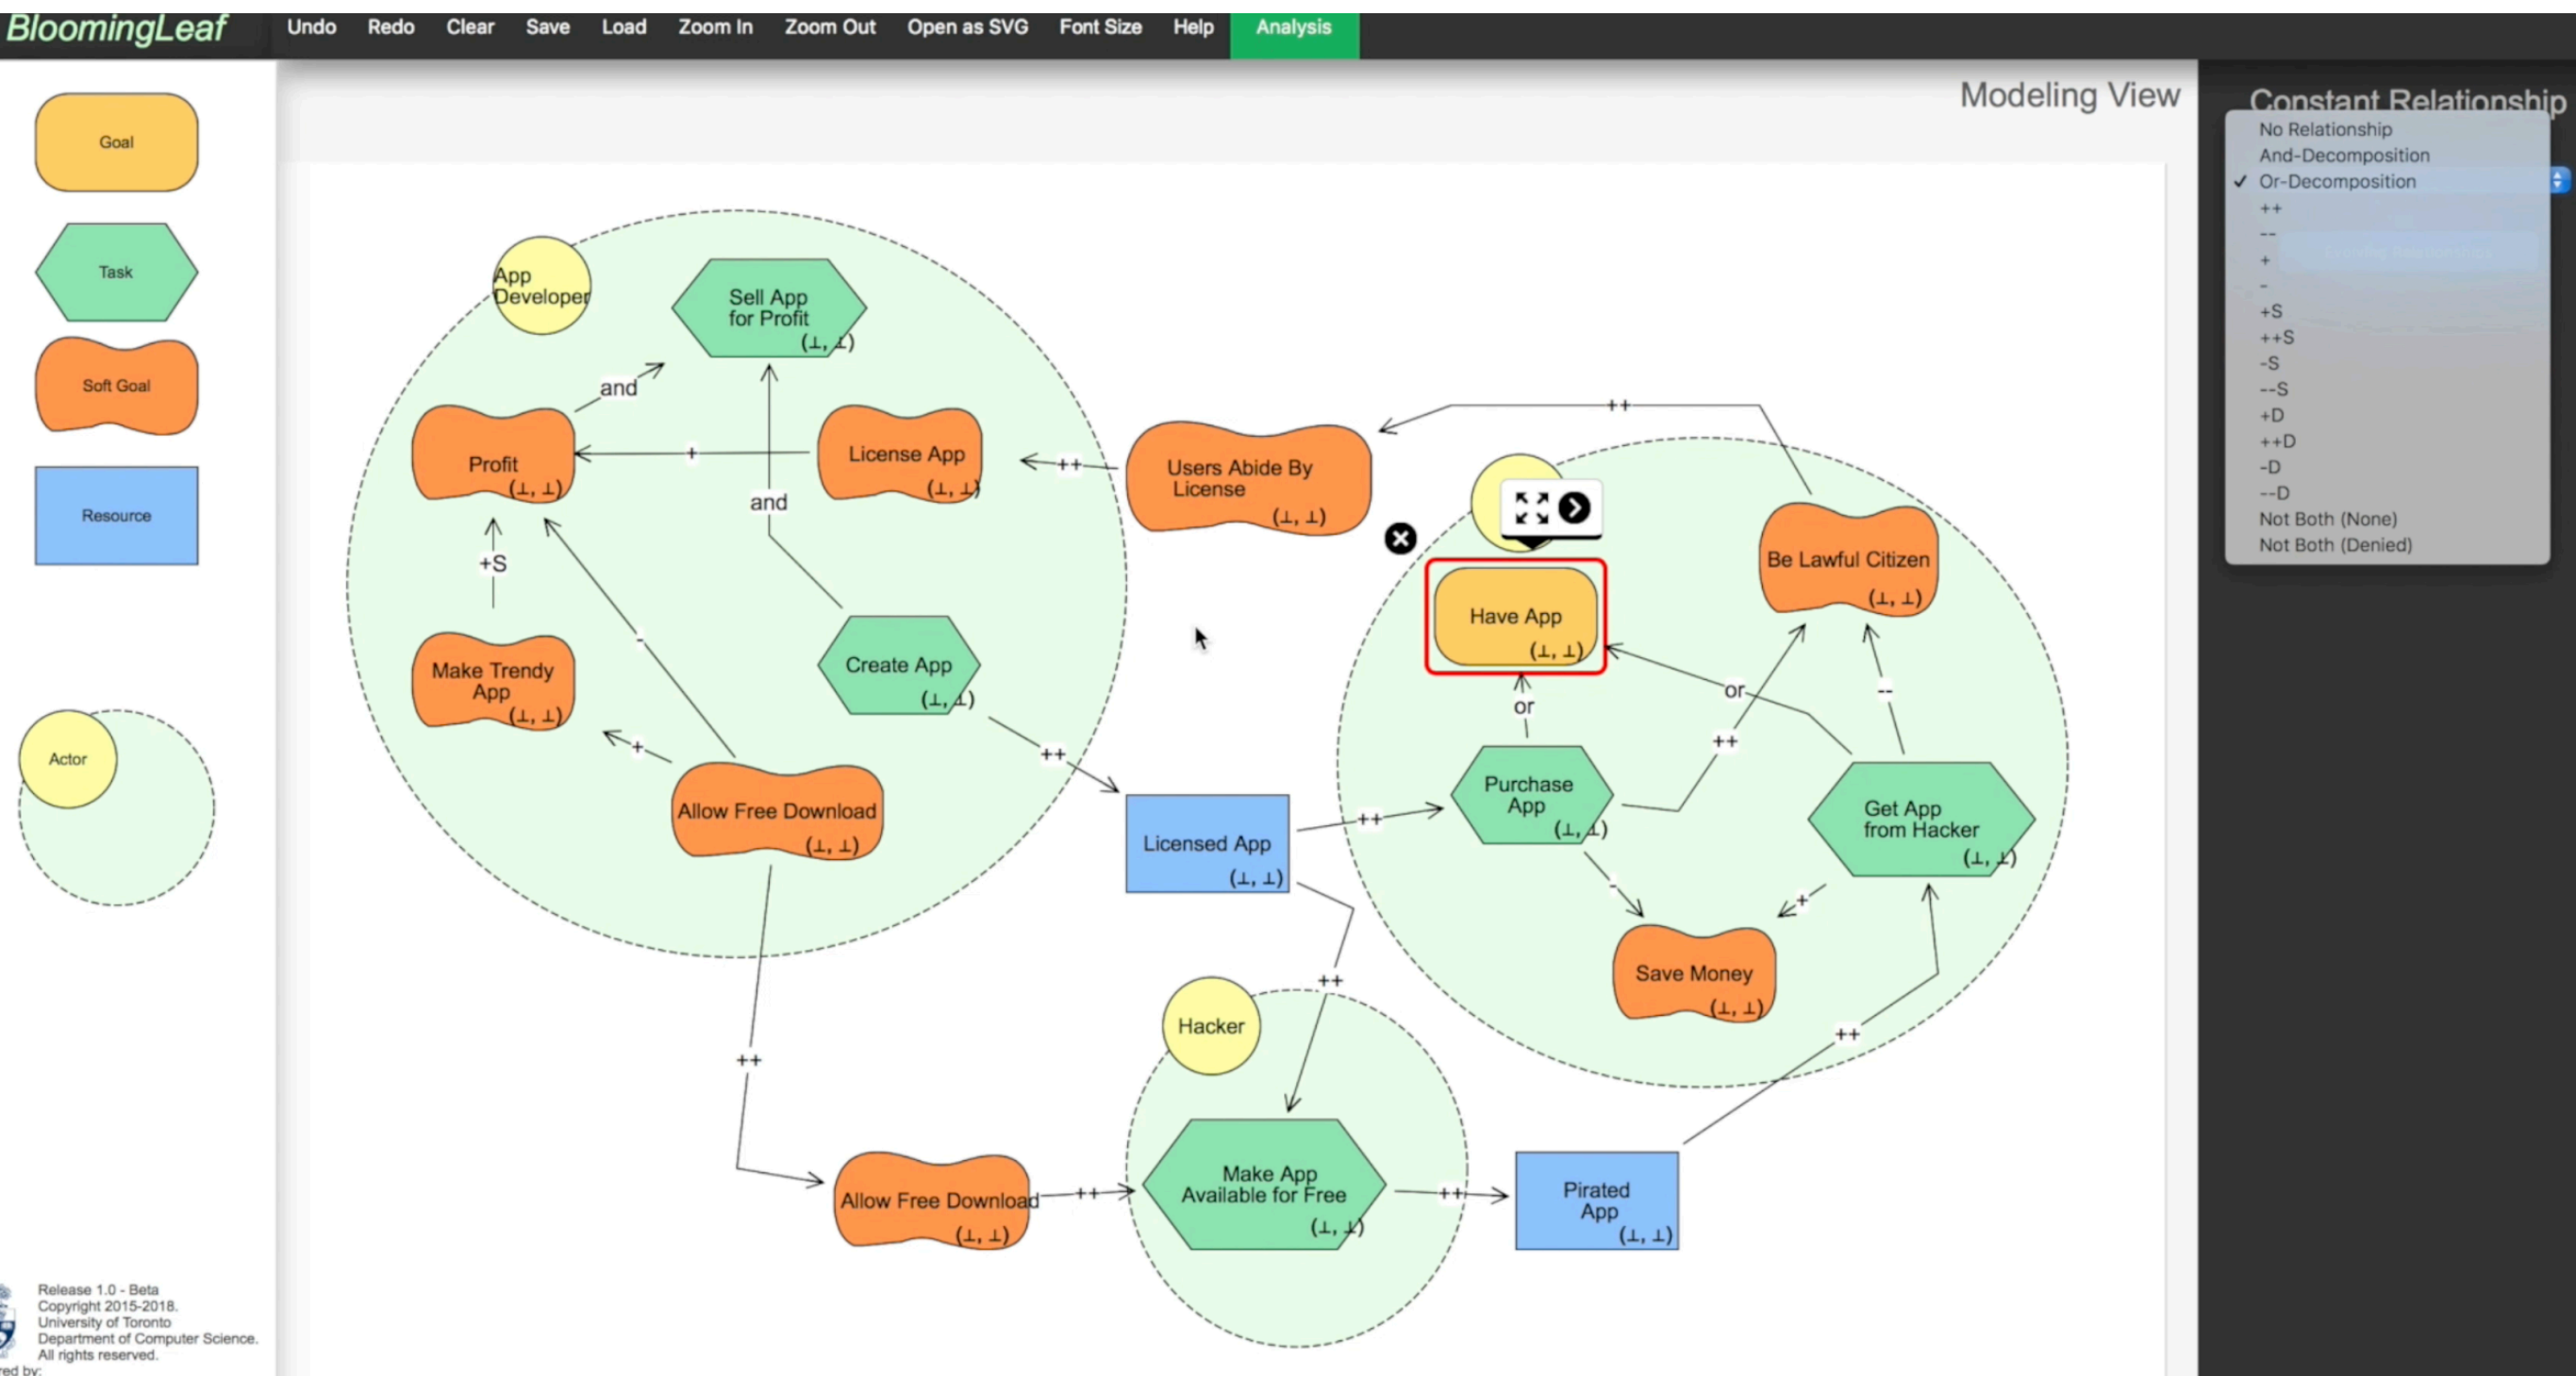 BloomingLeaf
Undo Redo Clear Save Load Zoom In Zoom Out Open as SVG Font Size Help Analysis
Goal
Task
Soft Goal
Resource
Actor
Release 1.0 - Beta
Copyright 2015-2018.
University of Toronto
Department of Computer Science.
All rights reserved.
by:
Modeling View
App
Developer
Sell App
for Profit
(⊥, ⊥)
and
Profit
(⊥, ⊥)
+
License App
(⊥, ⊥)
and
+S
-
Make Trendy
App
(⊥, ⊥)
Create App
(⊥, ⊥)
+
++
Allow Free Download
(⊥, ⊥)
++
++
Users Abide By
License
(⊥, ⊥)
++
Have App
(⊥, ⊥)
Be Lawful Citizen
(⊥, ⊥)
or
or
--
++
Purchase
App
(⊥, ⊥)
Get App
from Hacker
(⊥, ⊥)
Licensed App
(⊥, ⊥)
++
-
+
Save Money
(⊥, ⊥)
++
++
Hacker
Allow Free Download
(⊥, ⊥)
++
Make App
Available for Free
(⊥, ⊥)
++
Pirated
App
(⊥, ⊥)
Constant Relationship
No Relationship
And-Decomposition
✓ Or-Decomposition
++
--
+
-
+S
++S
-S
--S
+D
++D
-D
--D
Not Both (None)
Not Both (Denied)